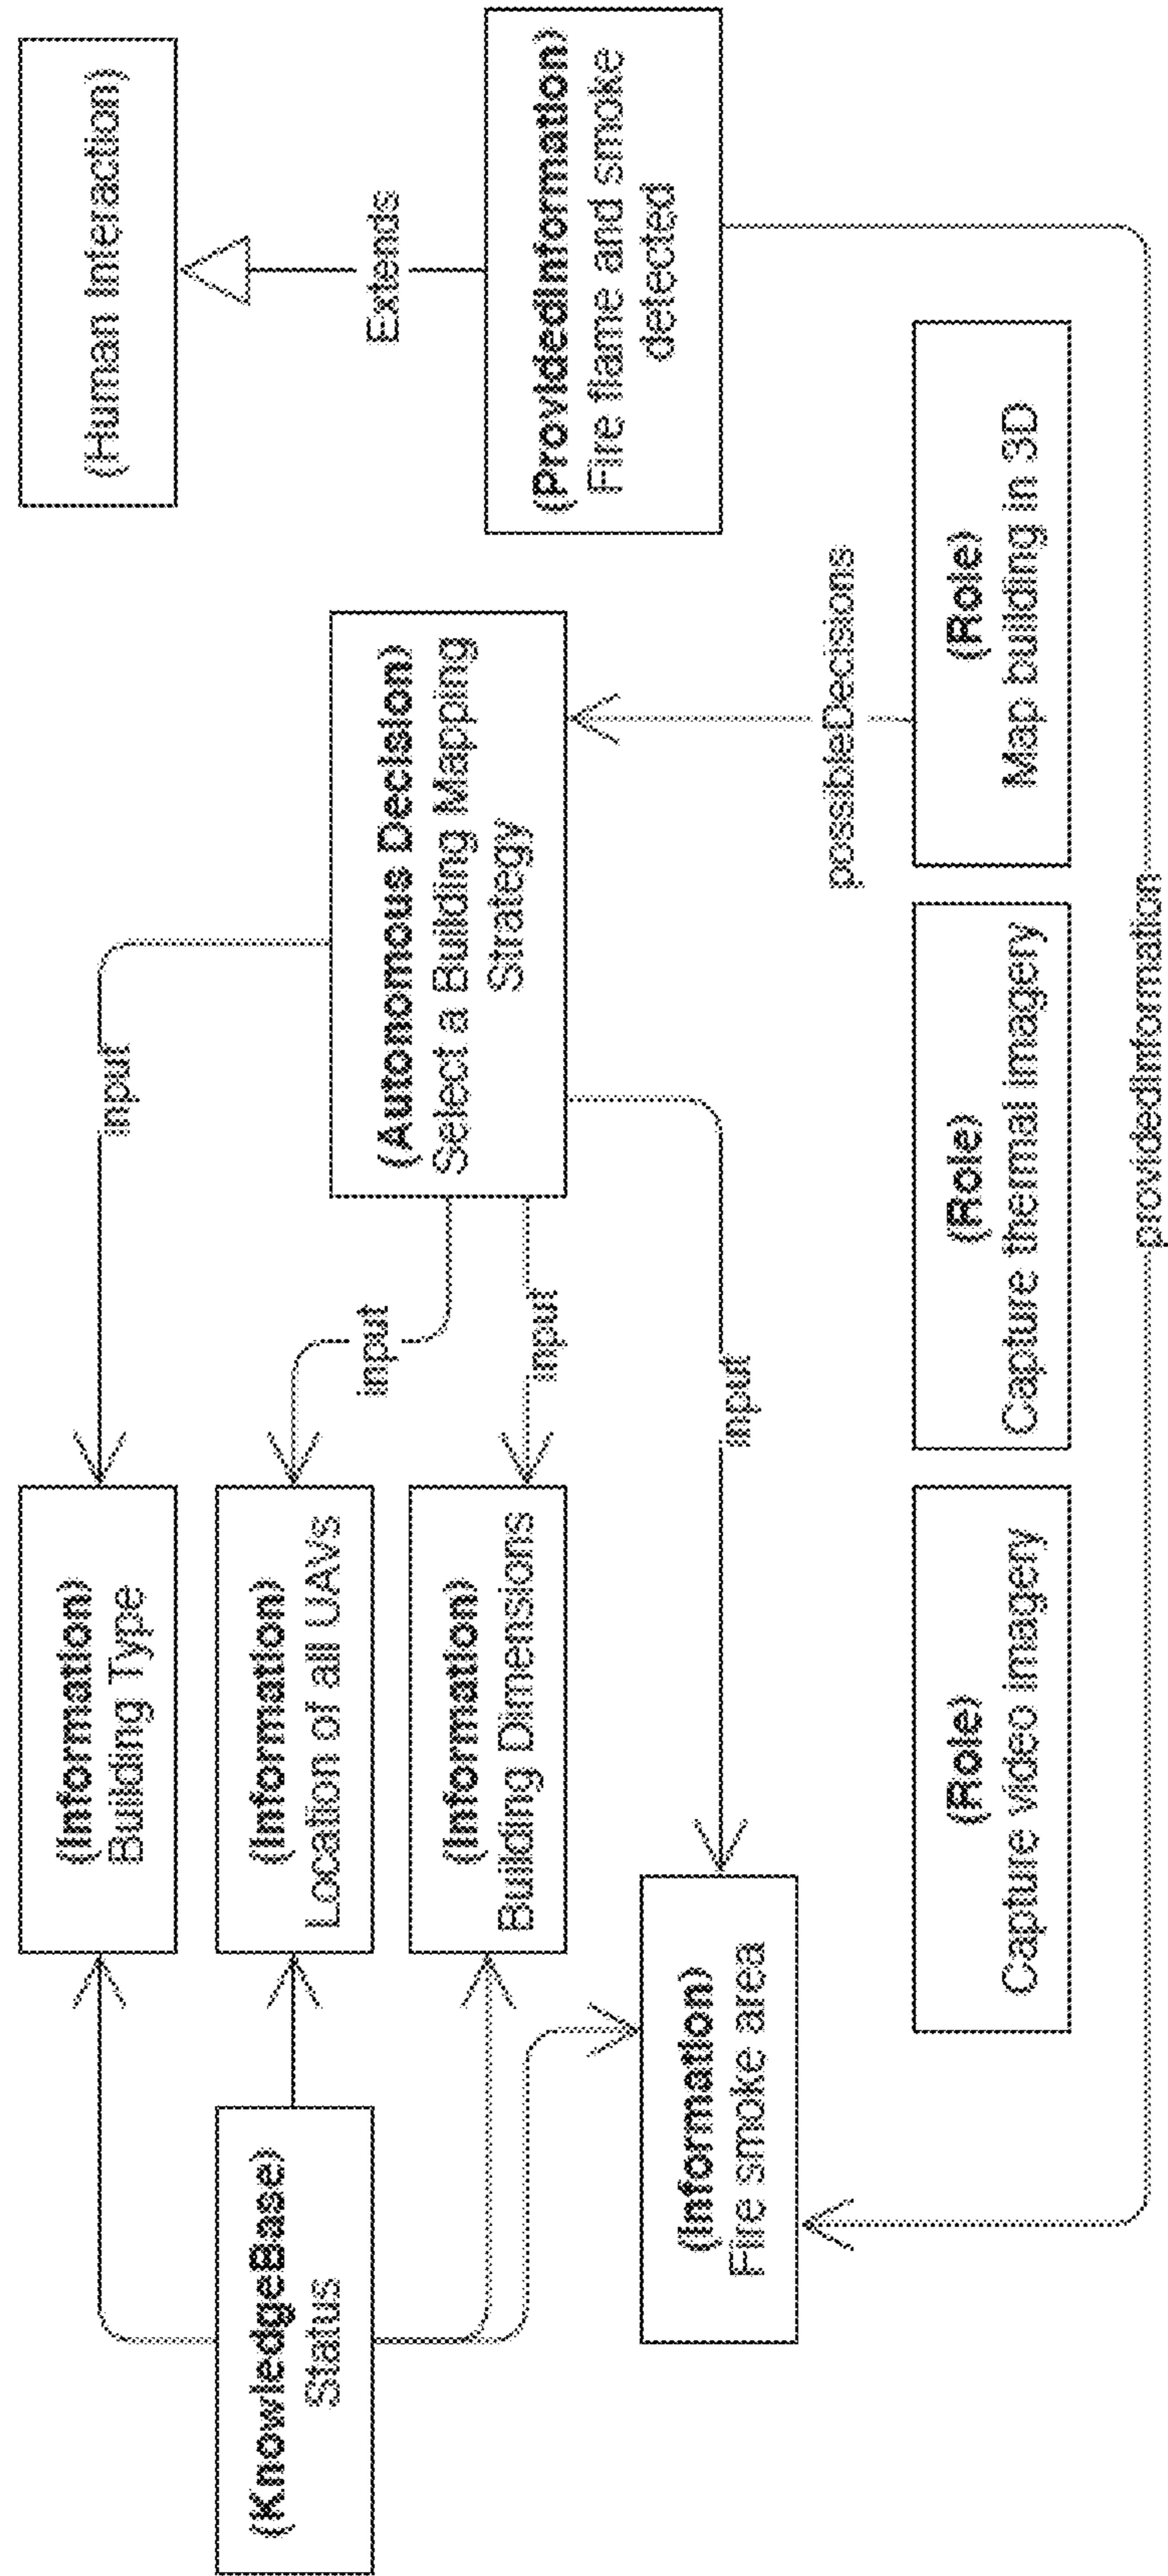 (Information)
Building Type
(Human Interaction)
input
(KnowledgeBase)
Status
(Information)
Location of all UAVs
input
(Autonomous Decision)
Select a Building Mapping
Strategy
Extends
(Information)
Building Dimensions
input
(ProvidedInformation)
Fire flame and smoke
detected
(Information)
Fire smoke area
input
possibleDecisions
(Role)
Capture video imagery
(Role)
Capture thermal imagery
(Role)
Map building in 3D
providedInformation